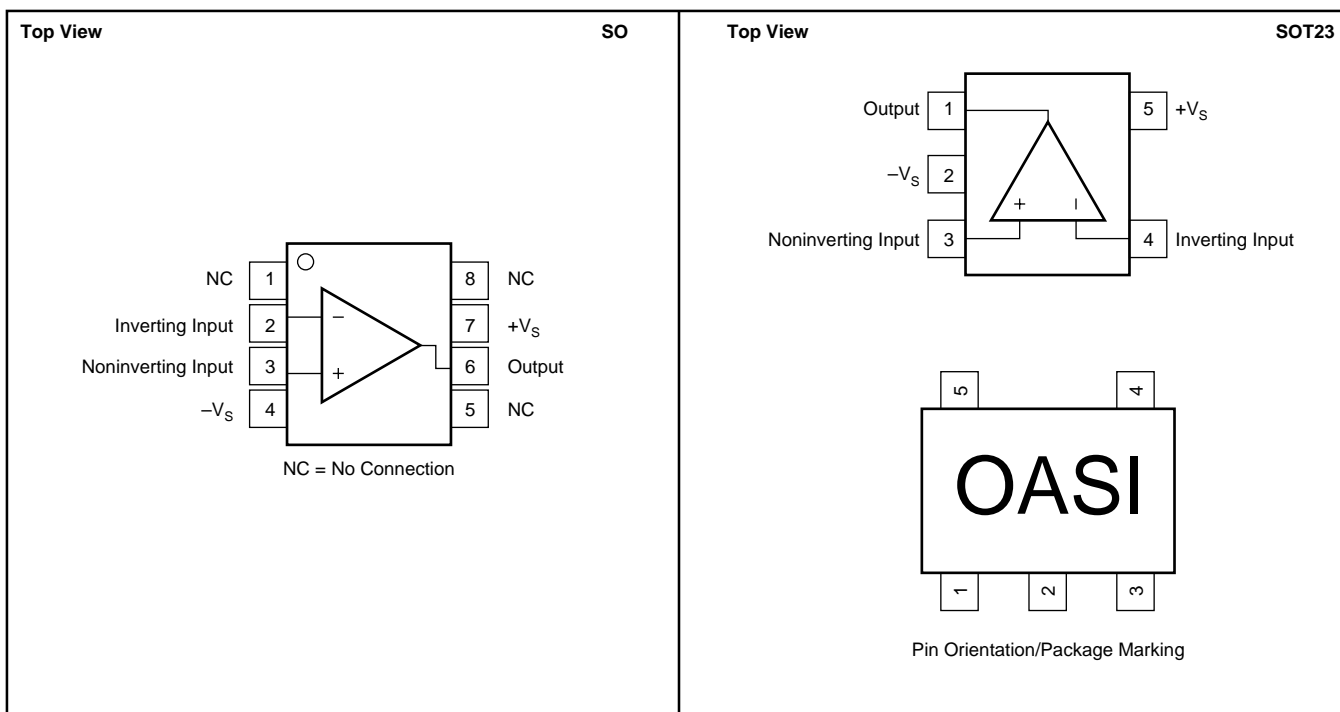 Top View SO
NC 1 8 NC
Inverting Input 2 − 7 +VS
Noninverting Input 3 + 6 Output
–VS 4 5 NC
NC = No Connection
Top View SOT23
Output 1 5 +VS
–VS 2
+ −
Noninverting Input 3 4 Inverting Input
5 4
OASI
1 2 3
Pin Orientation/Package Marking